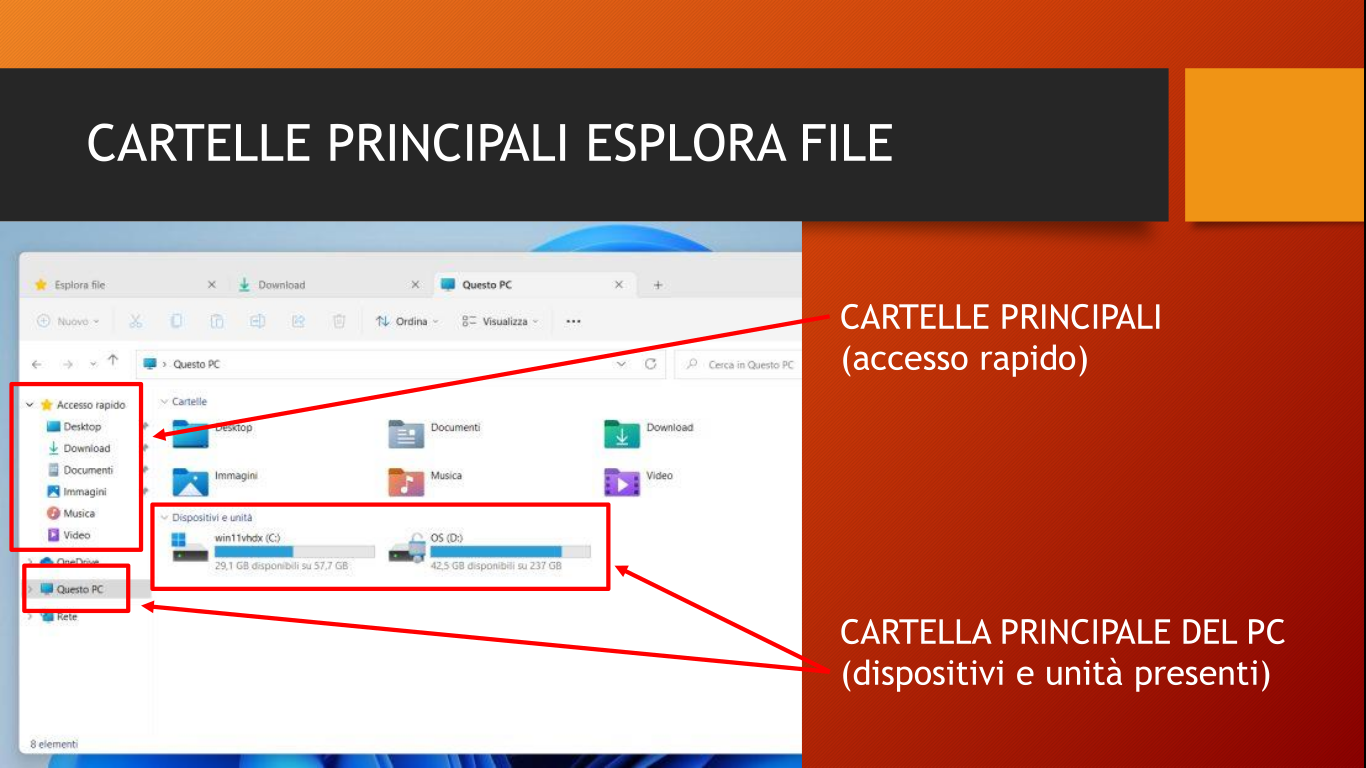 CARTELLE PRINCIPALI ESPLORA FILE
Esplora file
Download
Questo PC
Nuovo
Ordina
Visualizza
Questo PC
Cerca in Questo PC
Accesso rapido
Desktop
Download
Documenti
Immagini
Musica
Video
OneDrive
Questo PC
Rete
Cartelle
Desktop
Documenti
Download
Immagini
Musica
Video
Dispositivi e unità
win11vhdx (C:)
29,1 GB disponibili su 57,7 GB
OS (D:)
42,5 GB disponibili su 237 GB
8 elementi
CARTELLE PRINCIPALI
(accesso rapido)
CARTELLA PRINCIPALE DEL PC
(dispositivi e unità presenti)